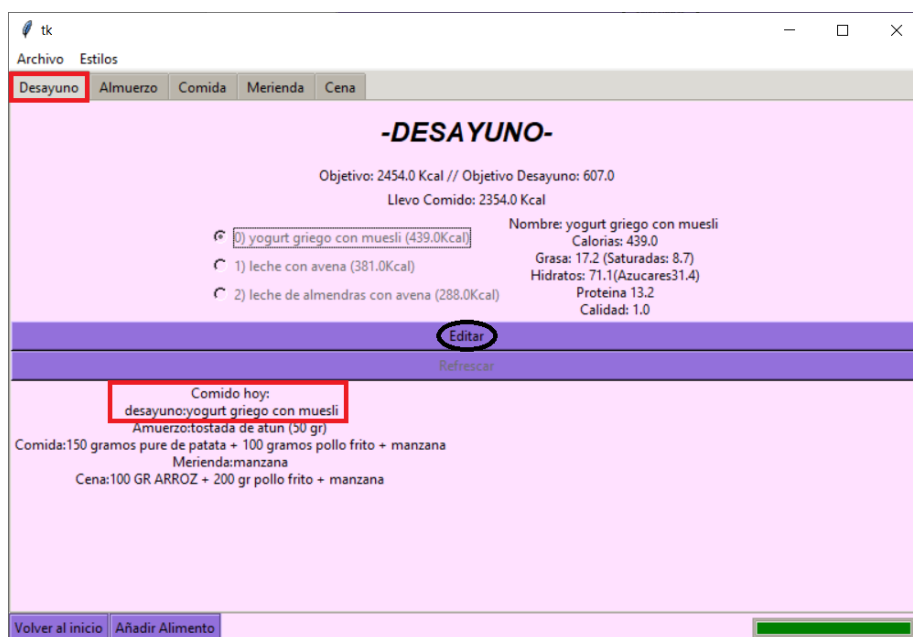 tk
Archivo Estilos
Desayuno Almuerzo Comida Merienda Cena
-DESAYUNO-
Objetivo: 2454.0 Kcal // Objetivo Desayuno: 607.0
Llevo Comido: 2354.0 Kcal
0) yogurt griego con muesli (439.0Kcal)
1) leche con avena (381.0Kcal)
2) leche de almendras con avena (288.0Kcal)
Nombre: yogurt griego con muesli
Calorias: 439.0
Grasa: 17.2 (Saturadas: 8.7)
Hidratos: 71.1(Azucares31.4)
Proteina 13.2
Calidad: 1.0
Editar
Refrescar
Comido hoy:
desayuno:yogurt griego con muesli
Amuerzo:tostada de atun (50 gr)
Comida:150 gramos pure de patata + 100 gramos pollo frito + manzana
Merienda:manzana
Cena:100 GR ARROZ + 200 gr pollo frito + manzana
Volver al inicio Añadir Alimento